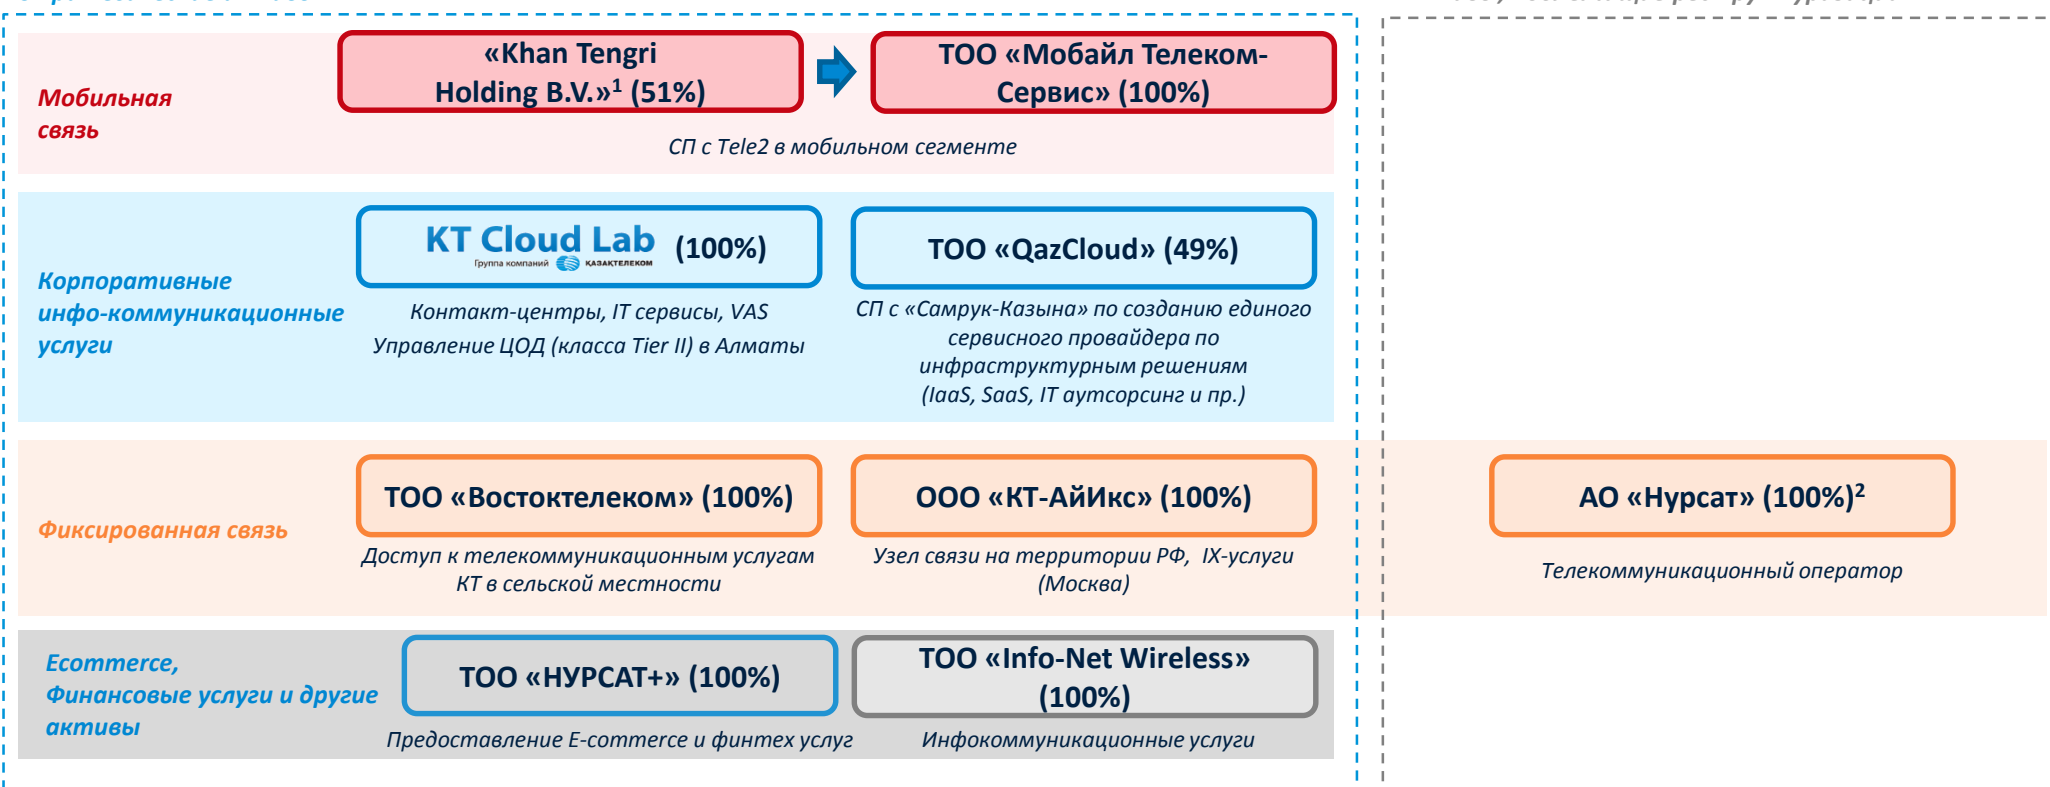 Мобильная
связь
«Khan Tengri
Holding B.V.»¹ (51%)
ТОО «Мобайл Телеком-
Сервис» (100%)
СП с Tele2 в мобильном сегменте
Корпоративные
инфо-коммуникационные
услуги
KT Cloud Lab (100%)
Группа компаний ҚАЗАҚТЕЛЕКОМ
Контакт-центры, IT сервисы, VAS
Управление ЦОД (класса Tier II) в Алматы
ТОО «QazCloud» (49%)
СП с «Самрук-Казына» по созданию единого
сервисного провайдера по
инфраструктурным решениям
(IaaS, SaaS, IT аутсорсинг и пр.)
Фиксированная связь
ТОО «Востоктелеком» (100%)
Доступ к телекоммуникационным услугам
КТ в сельской местности
ООО «КТ-АйИкс» (100%)
Узел связи на территории РФ, IX-услуги
(Москва)
АО «Нурсат» (100%)²
Телекоммуникационный оператор
Ecommerce,
Финансовые услуги и другие
активы
ТОО «НУРСАТ+» (100%)
Предоставление E-commerce и финтех услуг
ТОО «Info-Net Wireless»
(100%)
Инфокоммуникационные услуги